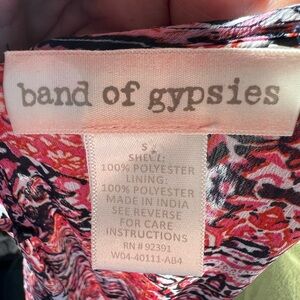 band of gypsies
S
SHELL:
100% POLYESTER
LINING:
100% POLYESTER
MADE IN INDIA
SEE REVERSE
FOR CARE
INSTRUCTIONS
RN # 92391
W04-40111-AB4